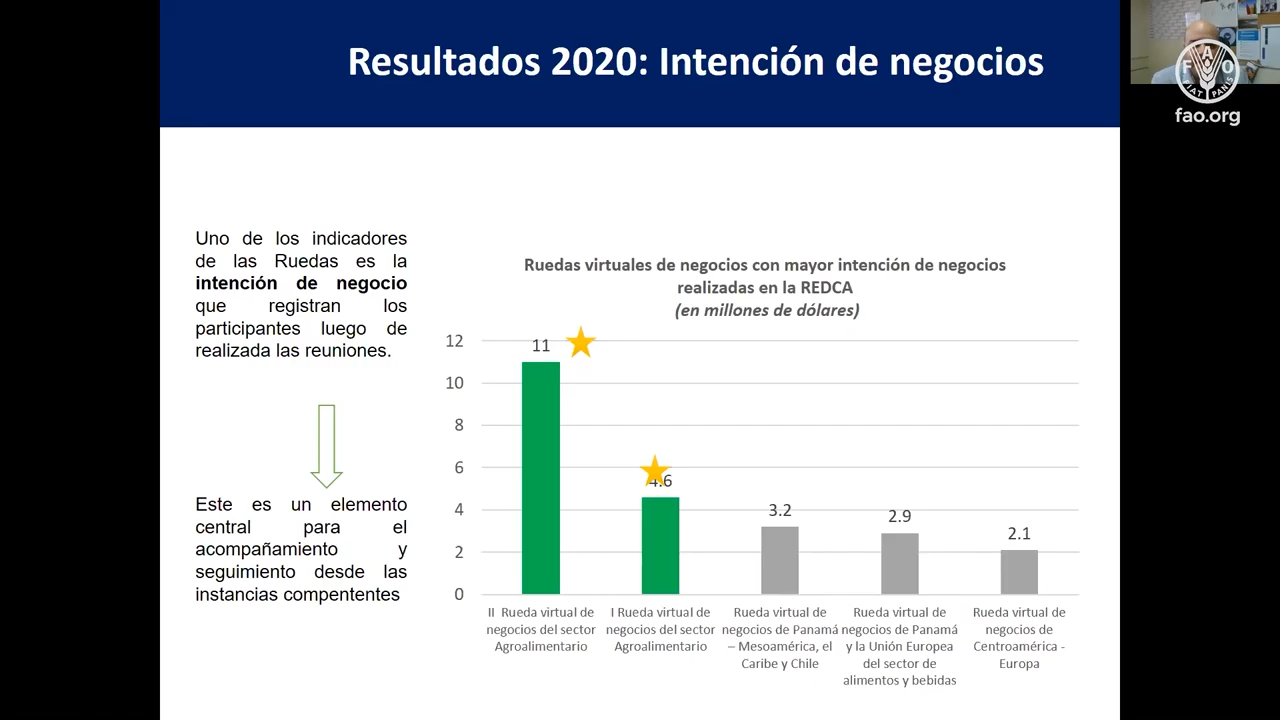 Resultados 2020: Intención de negocios
FAO
FIAT PANIS
fao.org
Uno de los indicadores
de las Ruedas es la
intención de negocio
que registran los
participantes luego de
realizada las reuniones.
Este es un elemento
central para el
acompañamiento y
seguimiento desde las
instancias compententes
Ruedas virtuales de negocios con mayor intención de negocios
realizadas en la REDCA
(en millones de dólares)
12
10
8
6
4
2
0
11
4.6
3.2
2.9
2.1
II Rueda virtual de
negocios del sector
Agroalimentario
I Rueda virtual de
negocios del sector
Agroalimentario
Rueda virtual de
negocios de Panamá
– Mesoamérica, el
Caribe y Chile
Rueda virtual de
negocios de Panamá
y la Unión Europea
del sector de
alimentos y bebidas
Rueda virtual de
negocios de
Centroamérica -
Europa